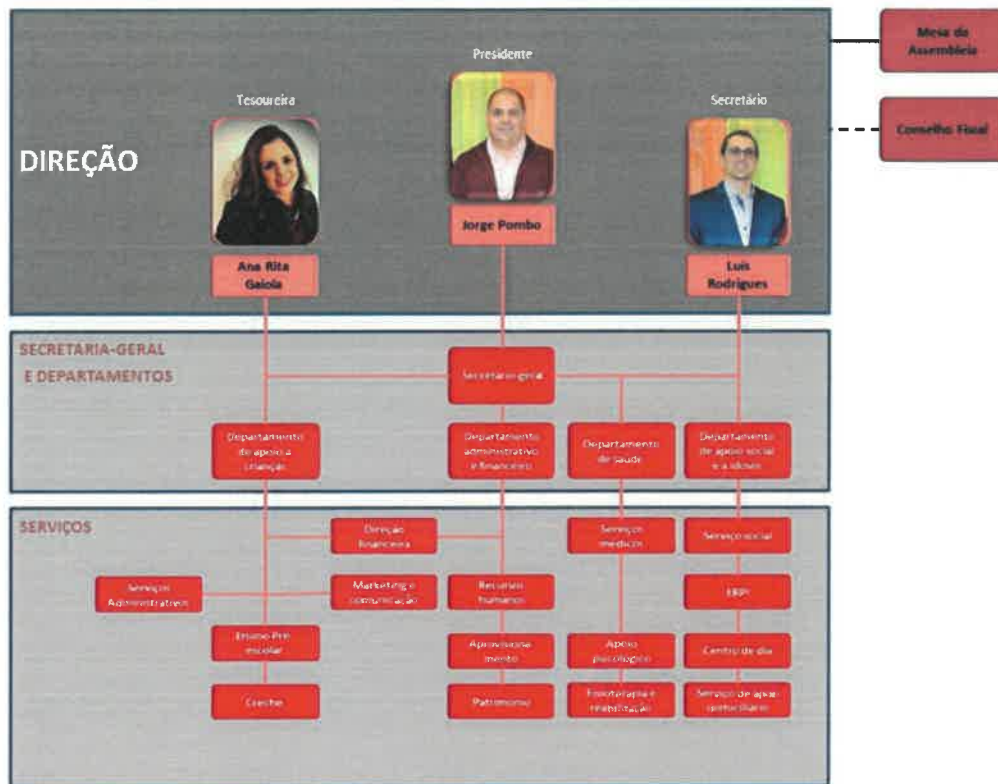 Mesa da
Assembleia
Conselho Fiscal
DIREÇÃO
Tesoureira
Presidente
Secretário
Ana Rita
Gaiola
Jorge Pombo
Luís
Rodrigues
SECRETARIA-GERAL
E DEPARTAMENTOS
Secretário-geral
Departamento
de apoio a
crianças
Departamento
administrativo
e financeiro
Departamento
de saúde
Departamento
de apoio social
e a idosos
SERVIÇOS
Direção
financeira
Serviços
médicos
Serviço social
Serviços
Administrativos
Marketing e
comunicação
Recursos
humanos
ERPI
Ensino Pré
escolar
Aprovisiona
mento
Apoio
psicológico
Centro de dia
Creche
Património
Fisioterapia e
reabilitação
Serviço de apoio
domiciliário